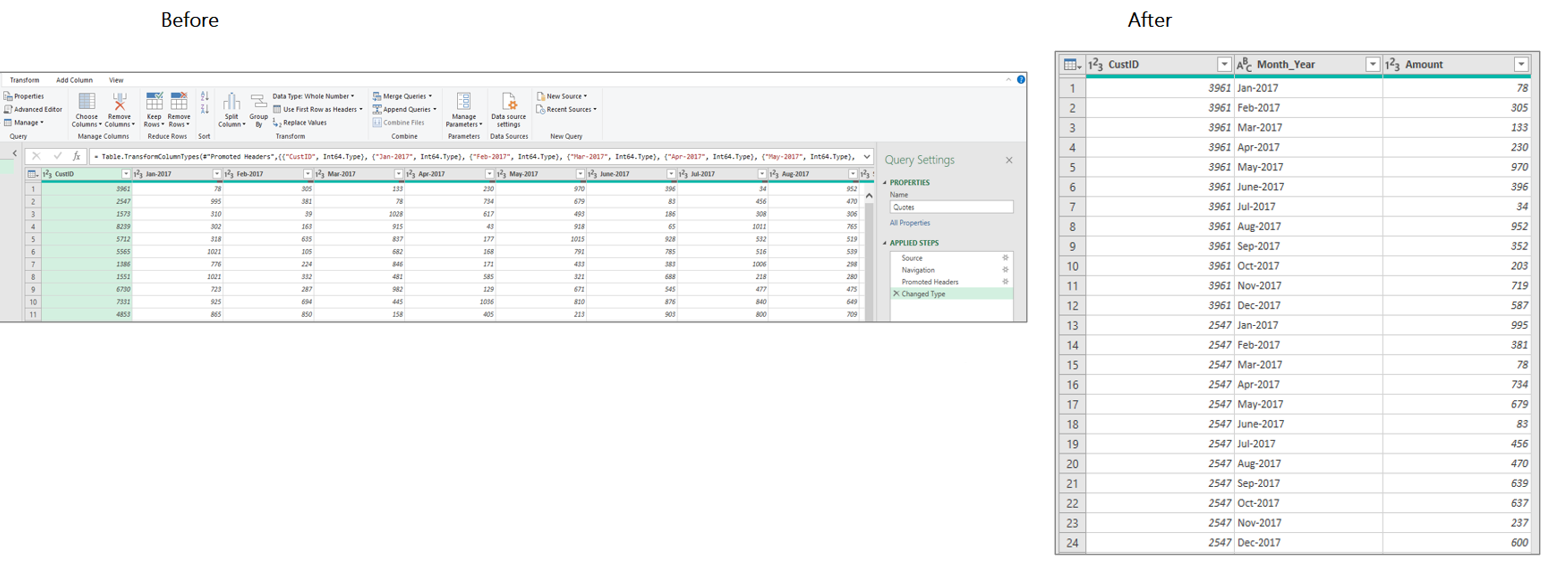 Before
After
Transform Add Column View
Properties
Advanced Editor
Manage
Query
Choose Columns
Remove Columns
Manage Columns
Keep Rows
Remove Rows
Reduce Rows
Sort
Split Column
Group By
Data Type: Whole Number
Use First Row as Headers
Replace Values
Transform
Merge Queries
Append Queries
Combine Files
Combine
Manage Parameters
Parameters
Data source settings
Data Sources
New Source
Recent Sources
New Query
fx = Table.TransformColumnTypes(#"Promoted Headers",{{"CustID", Int64.Type}, {"Jan-2017", Int64.Type}, {"Feb-2017", Int64.Type}, {"Mar-2017", Int64.Type}, {"Apr-2017", Int64.Type}, {"May-2017", Int64.Type},
123 CustID 123 Jan-2017 123 Feb-2017 123 Mar-2017 123 Apr-2017 123 May-2017 123 June-2017 123 Jul-2017 123 Aug-2017 123
1 3961 78 305 133 230 970 396 34 952
2 2547 995 381 78 734 679 83 456 470
3 1573 310 39 1028 617 493 186 308 306
4 8239 302 163 915 43 918 65 1011 765
5 5712 318 635 837 177 1015 928 532 519
6 5565 1021 105 682 168 791 785 516 539
7 1386 776 224 846 171 433 383 1006 298
8 1551 1021 332 481 585 321 688 218 280
9 6730 723 287 982 129 671 545 477 475
10 7331 925 694 445 1036 810 876 840 649
11 4853 865 850 158 405 213 903 800 709
Query Settings
PROPERTIES
Name
Quotes
All Properties
APPLIED STEPS
Source
Navigation
Promoted Headers
Changed Type
123 CustID ABC Month_Year 123 Amount
1 3961 Jan-2017 78
2 3961 Feb-2017 305
3 3961 Mar-2017 133
4 3961 Apr-2017 230
5 3961 May-2017 970
6 3961 June-2017 396
7 3961 Jul-2017 34
8 3961 Aug-2017 952
9 3961 Sep-2017 352
10 3961 Oct-2017 203
11 3961 Nov-2017 719
12 3961 Dec-2017 587
13 2547 Jan-2017 995
14 2547 Feb-2017 381
15 2547 Mar-2017 78
16 2547 Apr-2017 734
17 2547 May-2017 679
18 2547 June-2017 83
19 2547 Jul-2017 456
20 2547 Aug-2017 470
21 2547 Sep-2017 639
22 2547 Oct-2017 637
23 2547 Nov-2017 237
24 2547 Dec-2017 600